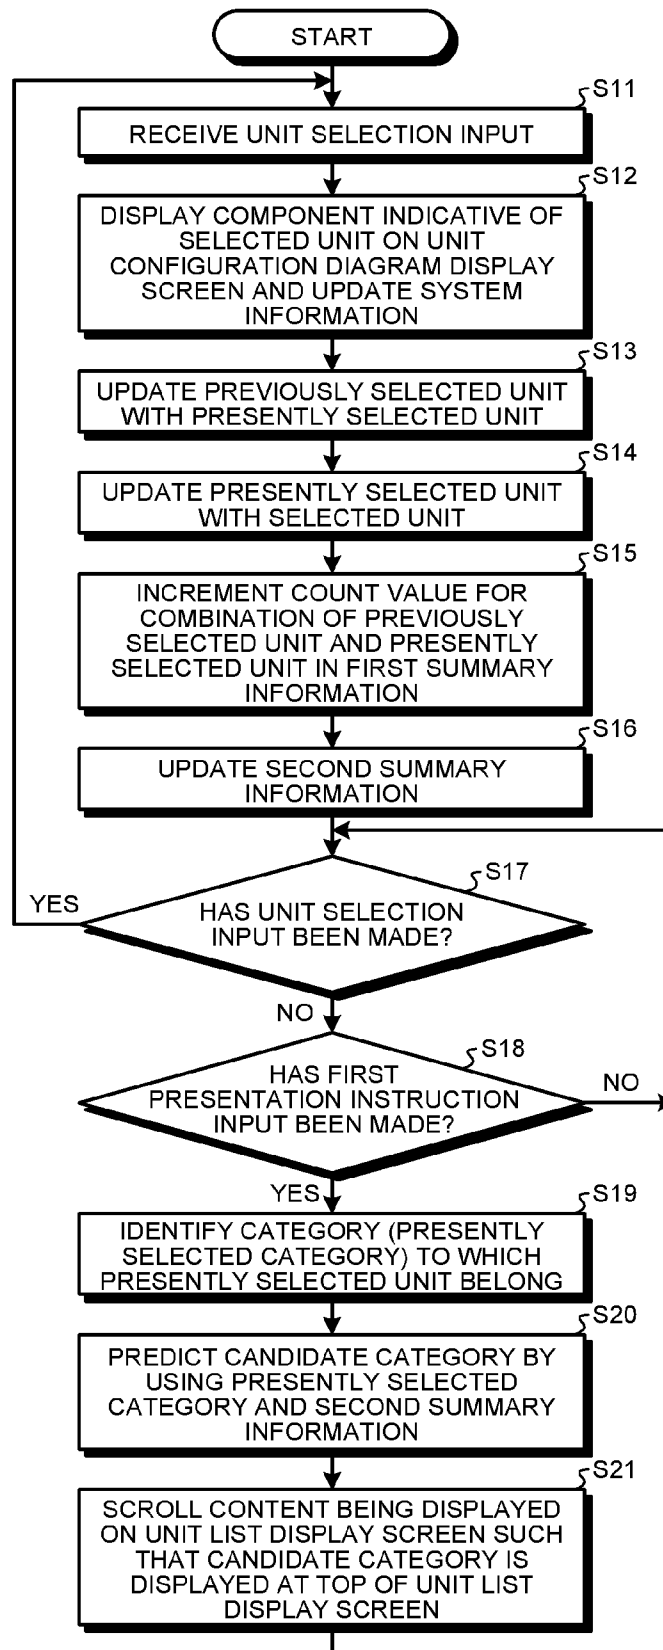 START
S11
RECEIVE UNIT SELECTION INPUT
S12
DISPLAY COMPONENT INDICATIVE OF
SELECTED UNIT ON UNIT
CONFIGURATION DIAGRAM DISPLAY
SCREEN AND UPDATE SYSTEM
INFORMATION
S13
UPDATE PREVIOUSLY SELECTED UNIT
WITH PRESENTLY SELECTED UNIT
S14
UPDATE PRESENTLY SELECTED UNIT
WITH SELECTED UNIT
S15
INCREMENT COUNT VALUE FOR
COMBINATION OF PREVIOUSLY
SELECTED UNIT AND PRESENTLY
SELECTED UNIT IN FIRST SUMMARY
INFORMATION
S16
UPDATE SECOND SUMMARY
INFORMATION
S17
YES
HAS UNIT SELECTION
INPUT BEEN MADE?
NO
S18
HAS FIRST
PRESENTATION INSTRUCTION
INPUT BEEN MADE?
NO
YES
S19
IDENTIFY CATEGORY (PRESENTLY
SELECTED CATEGORY) TO WHICH
PRESENTLY SELECTED UNIT BELONG
S20
PREDICT CANDIDATE CATEGORY BY
USING PRESENTLY SELECTED
CATEGORY AND SECOND SUMMARY
INFORMATION
S21
SCROLL CONTENT BEING DISPLAYED
ON UNIT LIST DISPLAY SCREEN SUCH
THAT CANDIDATE CATEGORY IS
DISPLAYED AT TOP OF UNIT LIST
DISPLAY SCREEN